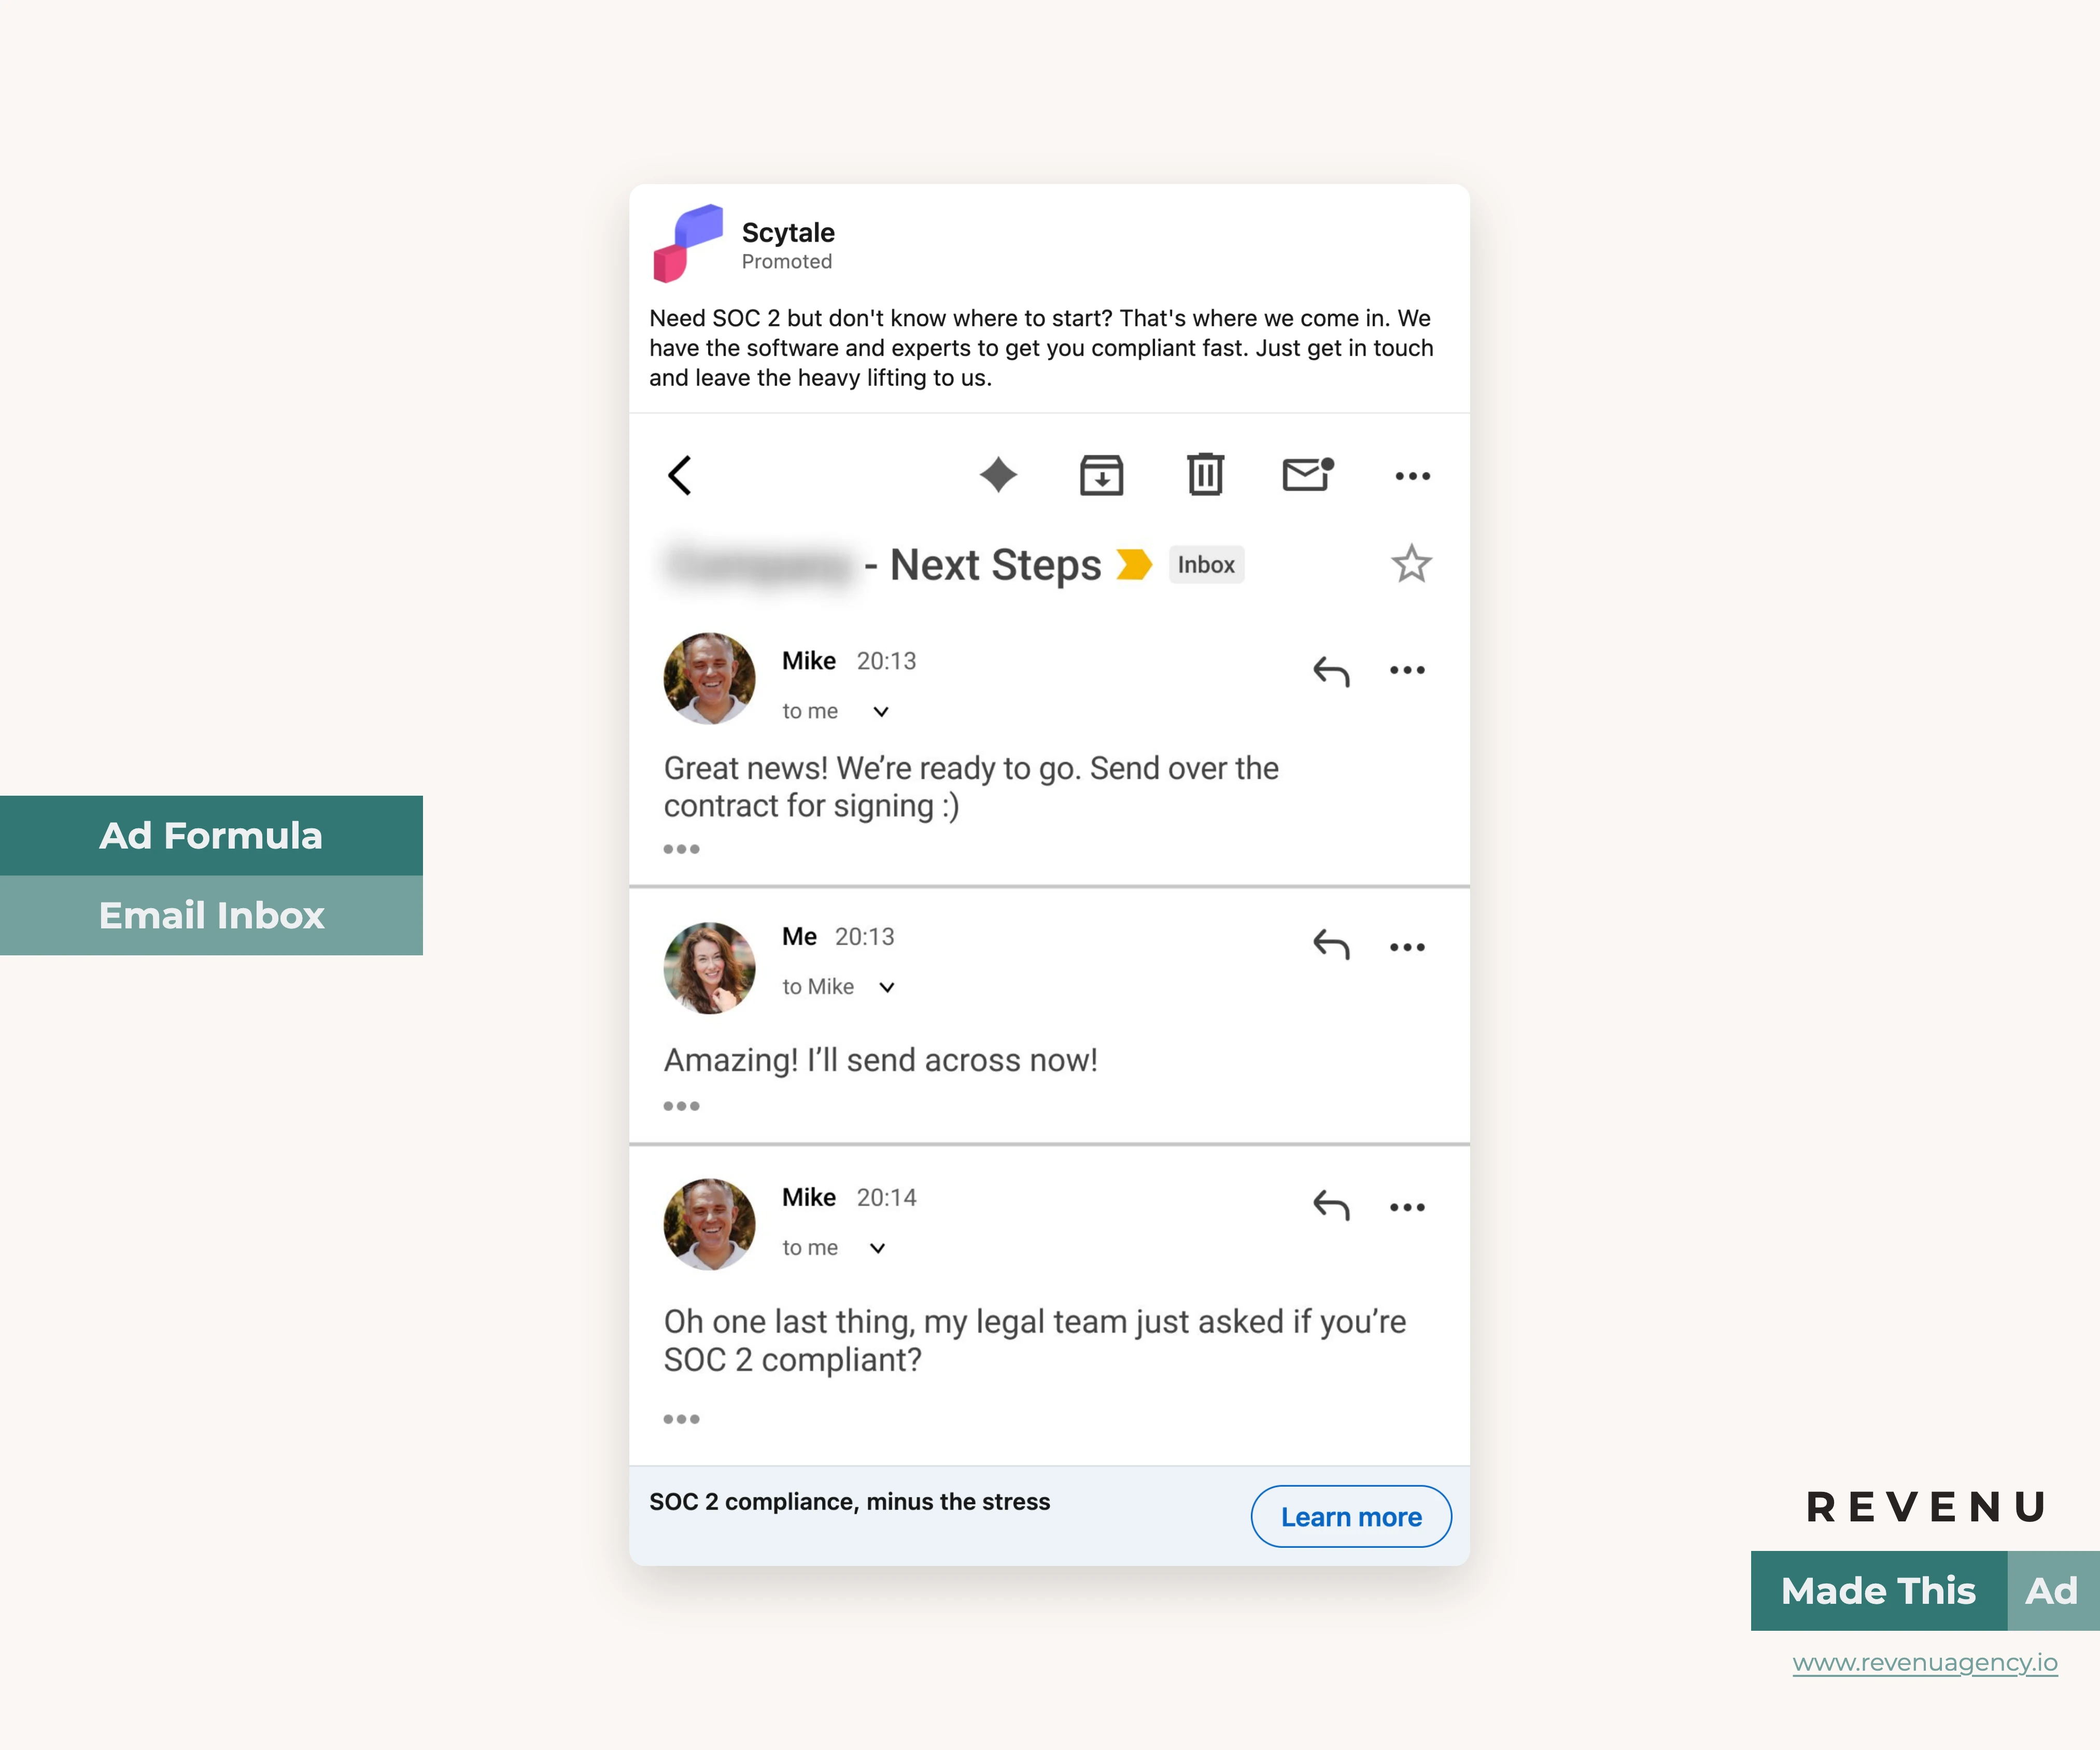 Scytale
Promoted
Need SOC 2 but don't know where to start? That's where we come in. We
have the software and experts to get you compliant fast. Just get in touch
and leave the heavy lifting to us.
- Next Steps Inbox
Mike 20:13
to me
Great news! We’re ready to go. Send over the
contract for signing :)
Me 20:13
to Mike
Amazing! I’ll send across now!
Mike 20:14
to me
Oh one last thing, my legal team just asked if you’re
SOC 2 compliant?
SOC 2 compliance, minus the stress
Learn more
Ad Formula
Email Inbox
REVENU
Made This Ad
www.revenuagency.io